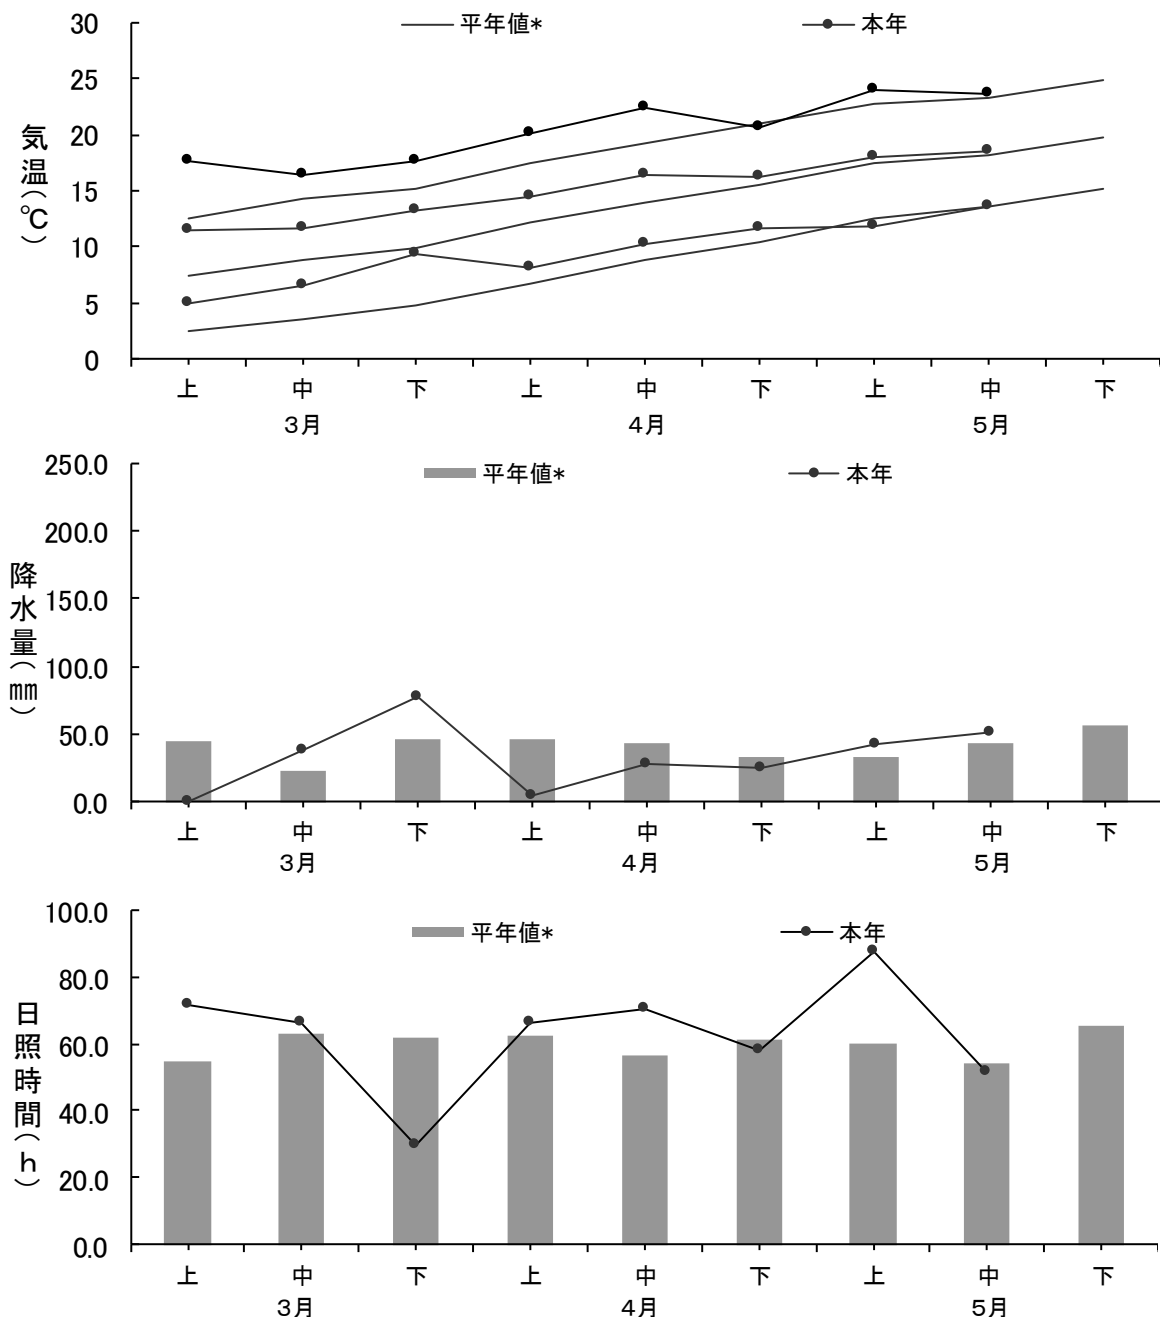 平年値* 本年
30
25
20
15
10
5
0
気温(℃)
上 中 下 上 中 下 上 中 下
3月 4月 5月
平年値* 本年
250.0
200.0
150.0
100.0
50.0
0.0
降水量(㎜)
上 中 下 上 中 下 上 中 下
3月 4月 5月
平年値* 本年
100.0
80.0
60.0
40.0
20.0
0.0
日照時間(h)
上 中 下 上 中 下 上 中 下
3月 4月 5月